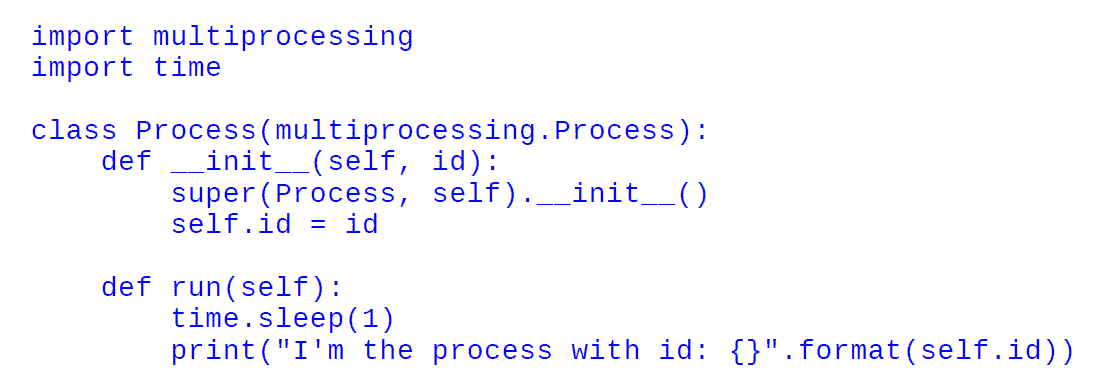 import multiprocessing
import time

class Process(multiprocessing.Process):
    def __init__(self, id):
        super(Process, self).__init__()
        self.id = id

    def run(self):
        time.sleep(1)
        print("I'm the process with id: {}".format(self.id))